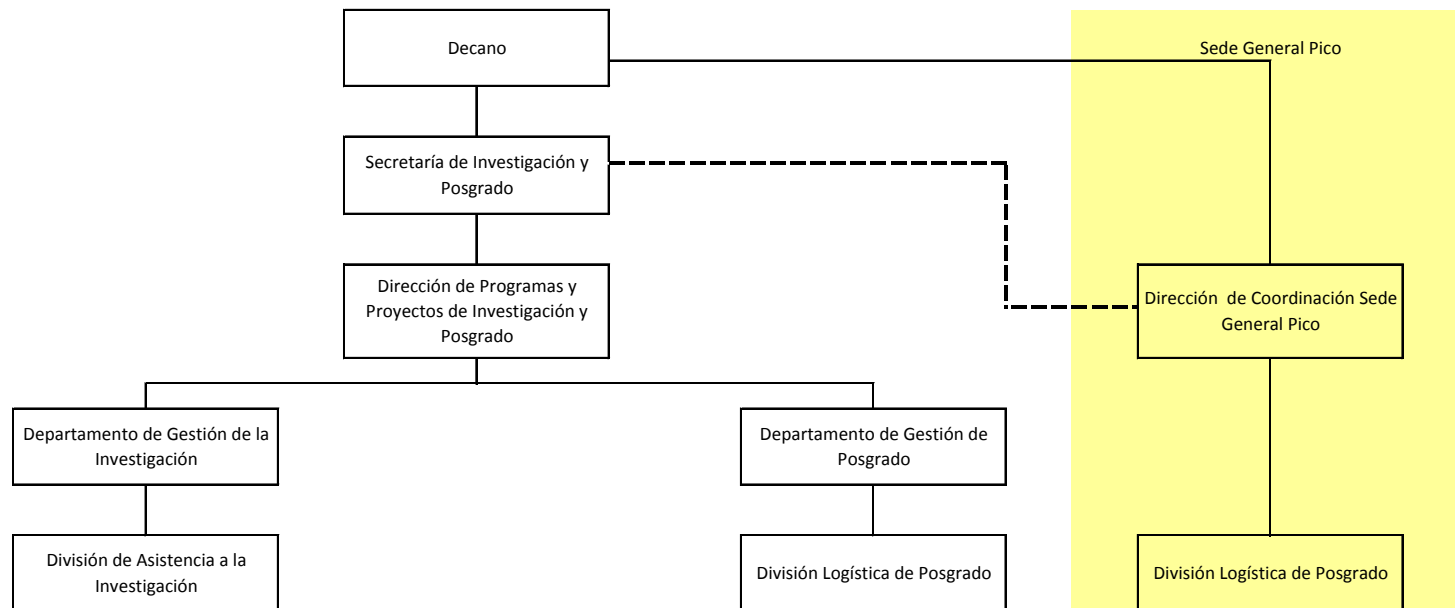 Decano
Sede General Pico
Secretaría de Investigación y
Posgrado
Dirección de Programas y
Proyectos de Investigación y
Posgrado
Dirección  de Coordinación Sede
General Pico
Departamento de Gestión de la
Investigación
Departamento de Gestión de
Posgrado
División de Asistencia a la
Investigación
División Logística de Posgrado
División Logística de Posgrado